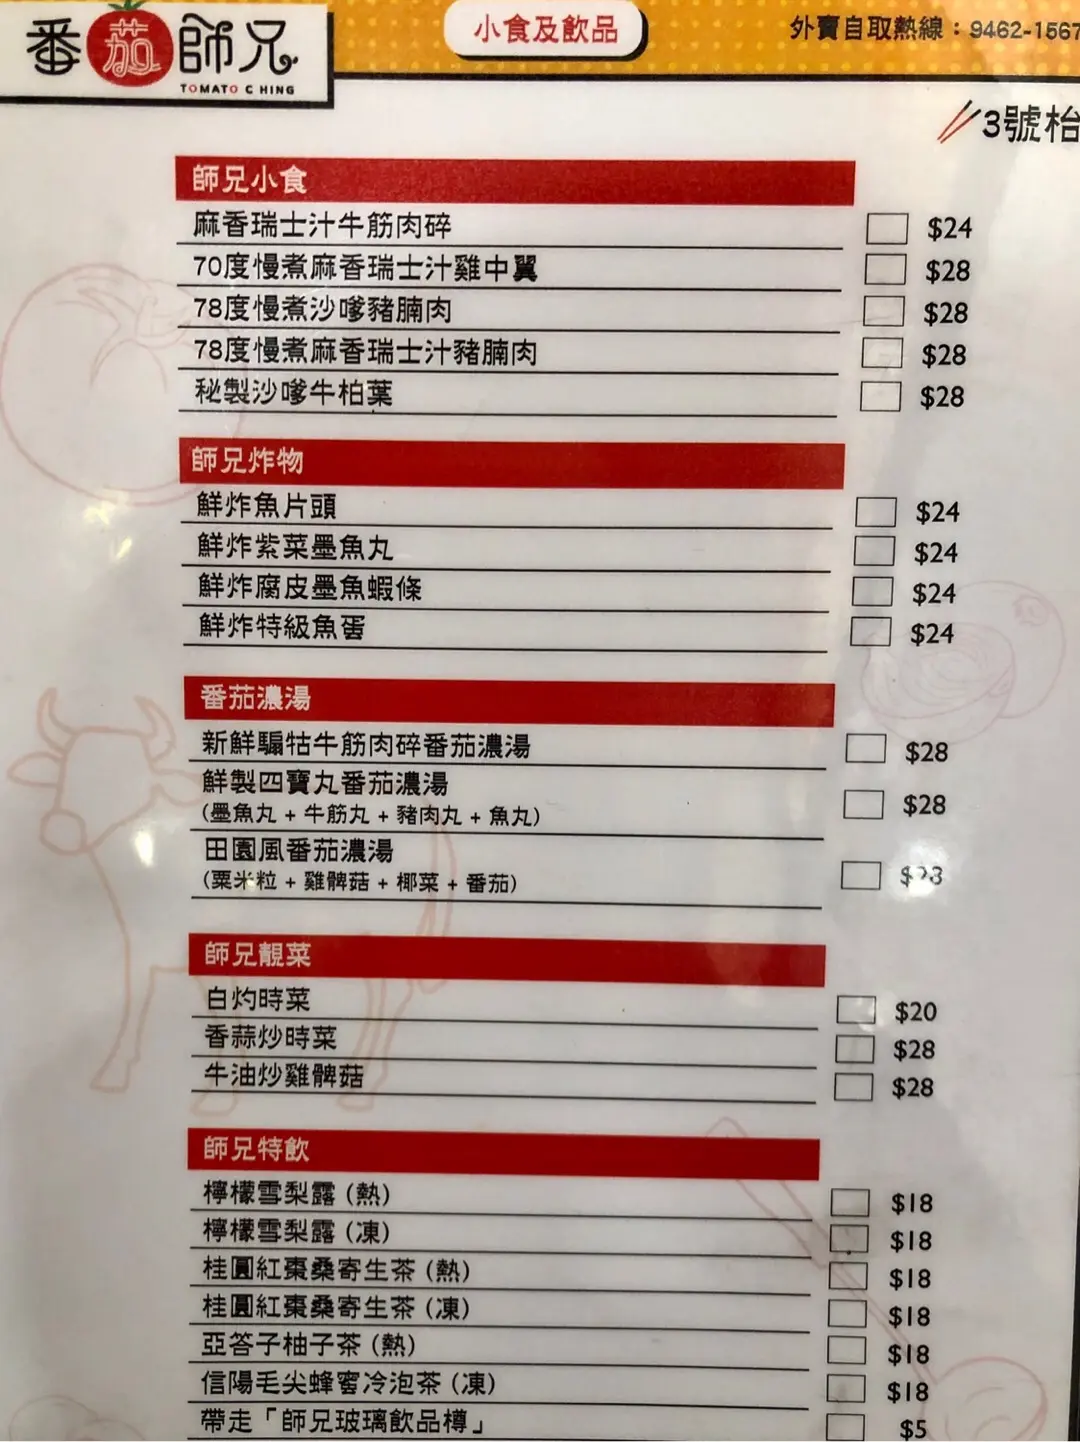 番茄師兄
TOMATO CHING
小食及飲品
外賣自取熱線：9462-1567
3號枱
師兄小食
麻香瑞士汁牛筋肉碎 $24
70度慢煮麻香瑞士汁雞中翼 $28
78度慢煮沙嗲豬腩肉 $28
78度慢煮麻香瑞士汁豬腩肉 $28
秘製沙嗲牛柏葉 $28
師兄炸物
鮮炸魚片頭 $24
鮮炸紫菜墨魚丸 $24
鮮炸腐皮墨魚蝦條 $24
鮮炸特級魚蛋 $24
番茄濃湯
新鮮騸牯牛筋肉碎番茄濃湯 $28
鮮製四寶丸番茄濃湯 $28
(墨魚丸 + 牛筋丸 + 豬肉丸 + 魚丸)
田園風番茄濃湯
(粟米粒 + 雞髀菇 + 椰菜 + 番茄)
師兄靚菜
白灼時菜 $20
香蒜炒時菜 $28
牛油炒雞髀菇 $28
師兄特飲
檸檬雪梨露 (熱) $18
檸檬雪梨露 (凍) $18
桂圓紅棗桑寄生茶 (熱) $18
桂圓紅棗桑寄生茶 (凍) $18
亞答子柚子茶 (熱) $18
信陽毛尖蜂蜜冷泡茶 (凍) $18
帶走「師兄玻璃飲品樽」 $5